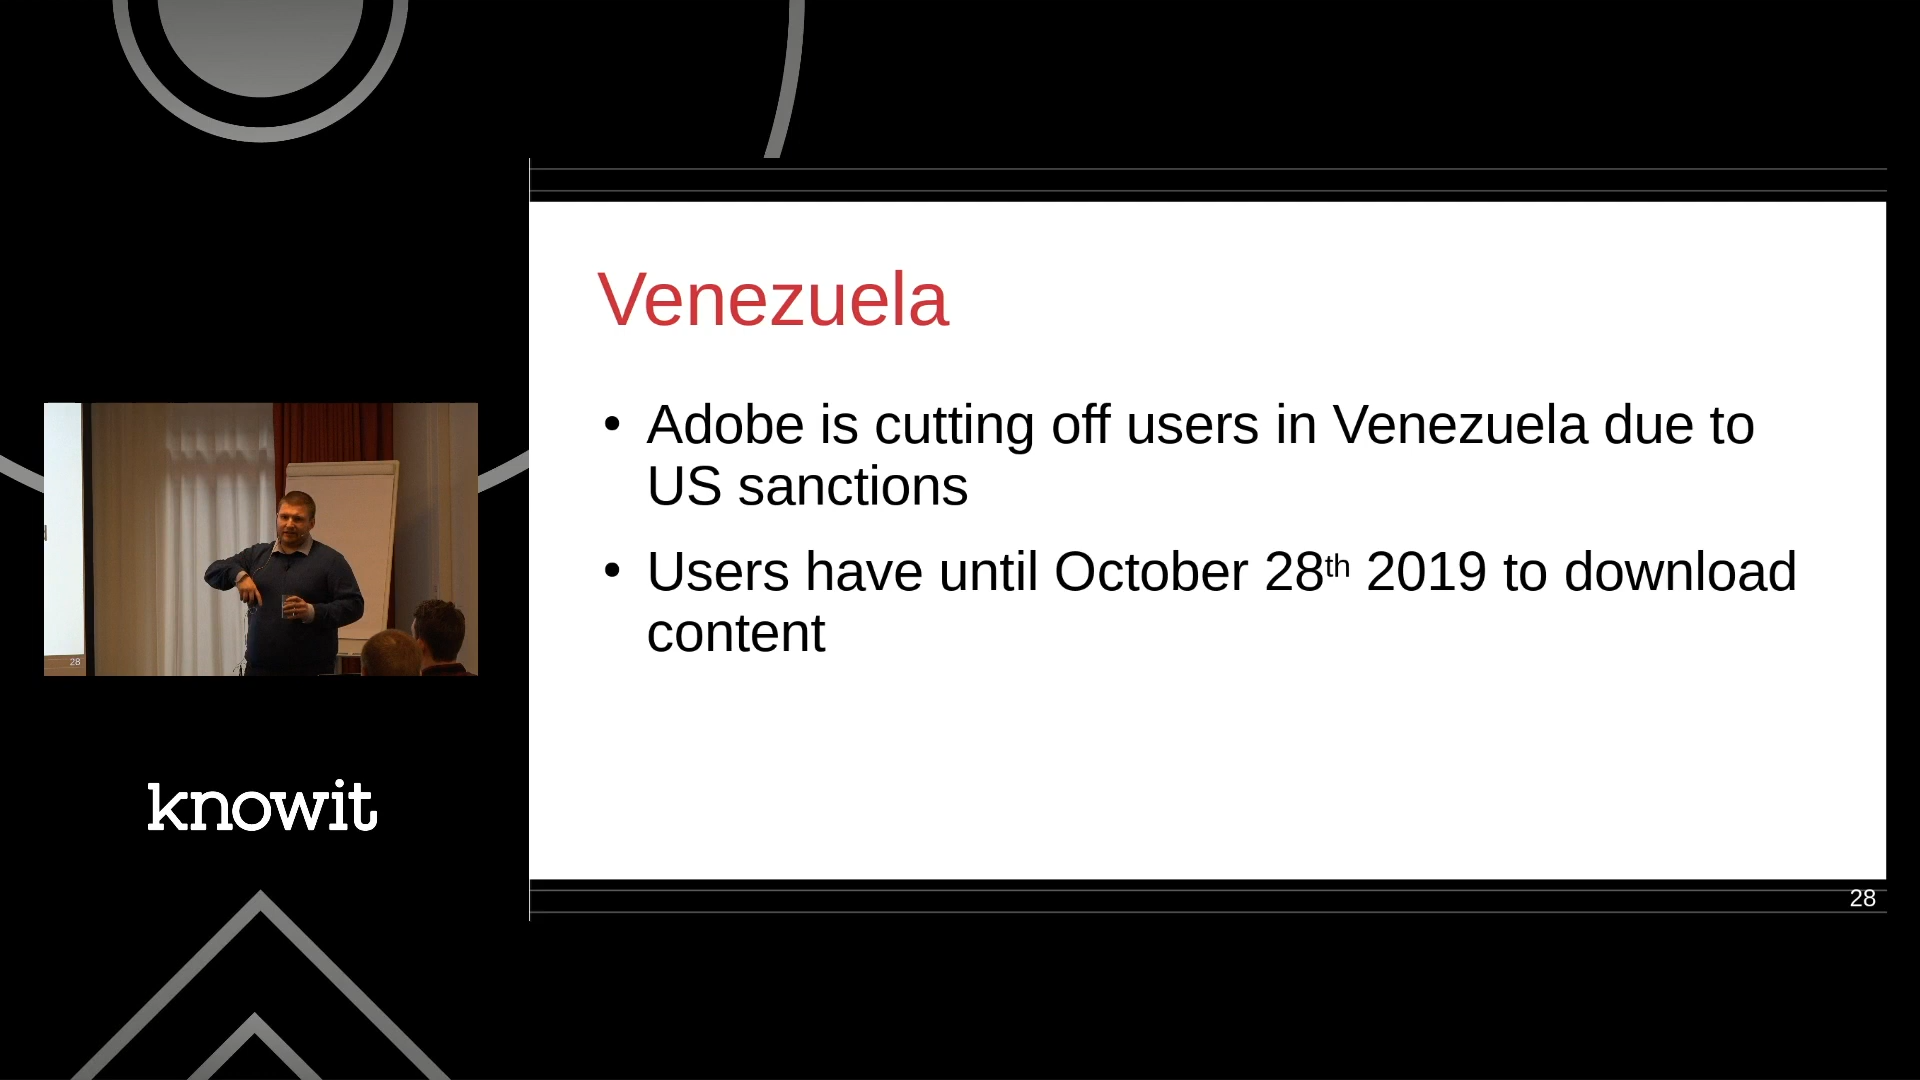 Venezuela
• Adobe is cutting off users in Venezuela due to
US sanctions
• Users have until October 28th 2019 to download
content
28
28
knowit